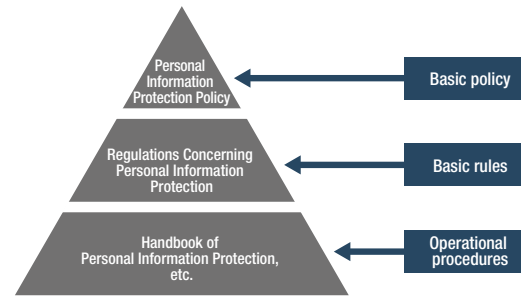 Personal
Information
Protection Policy
Basic policy
Regulations Concerning
Personal Information
Protection
Basic rules
Handbook of
Personal Information Protection,
etc.
Operational
procedures